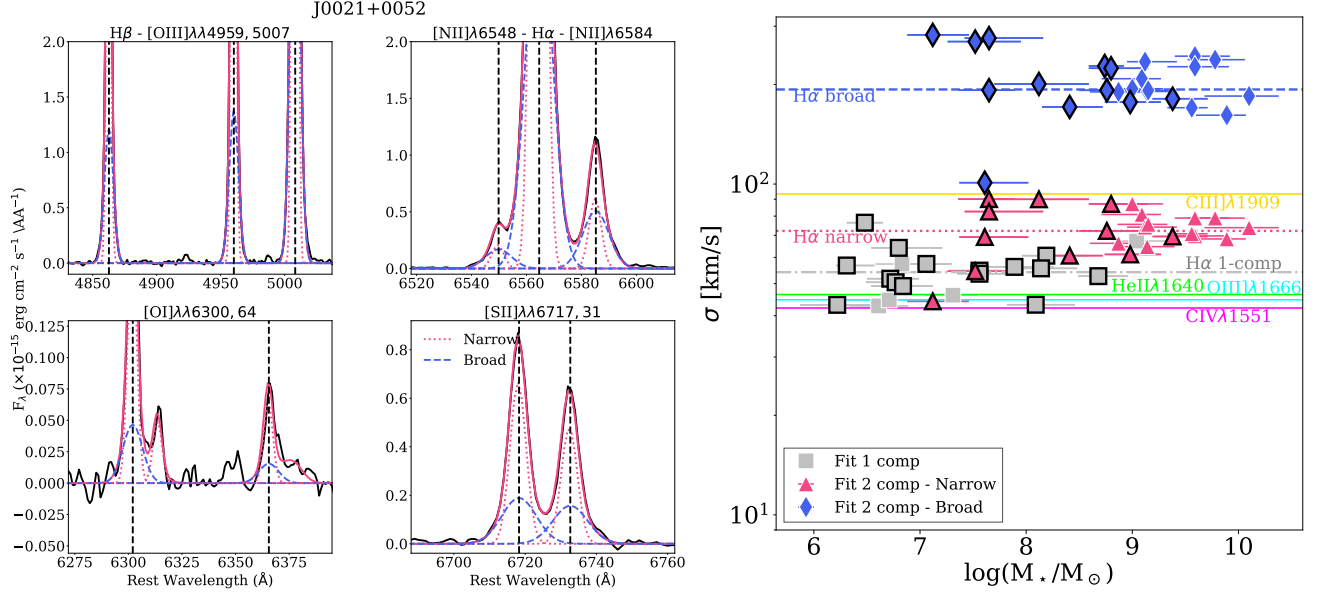 J0021+0052
Hβ - [OIII]λλ4959, 5007
2.0
1.5
1.0
0.5
0.0
4850
4900
4950
5000
[NII]λ6548 - Hα - [NII]λ6584
2.0
1.5
1.0
0.5
0.0
6520
6540
6560
6580
6600
F_λ (×10⁻¹⁵ erg cm⁻² s⁻¹ \AA⁻¹)
[OI]λλ6300, 64
0.125
0.100
0.075
0.050
0.025
0.000
−0.025
−0.050
6275
6300
6325
6350
6375
Rest Wavelength (Å)
[SII]λλ6717, 31
Narrow
Broad
0.8
0.6
0.4
0.2
0.0
6700
6720
6740
6760
Rest Wavelength (Å)
σ [km/s]
10²
10¹
Hα broad
CIII]λ1909
Hα narrow
Hα 1-comp
HeIIλ1640
OIII]λ1666
CIVλ1551
Fit 1 comp
Fit 2 comp - Narrow
Fit 2 comp - Broad
6
7
8
9
10
log(M⋆/M⊙)